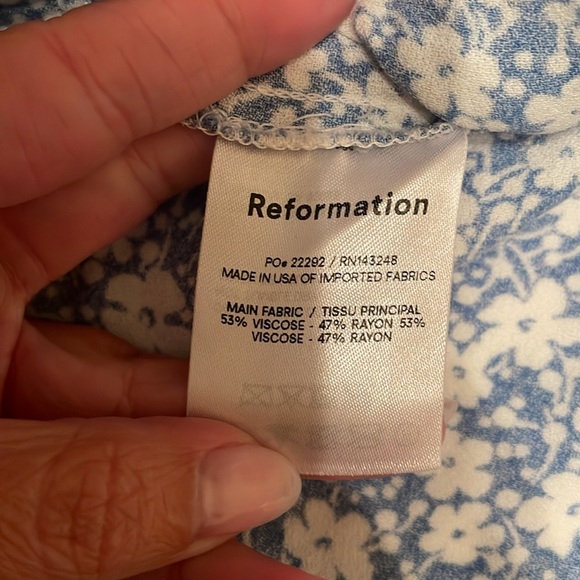 Reformation
PO# 22292 / RN143248
MADE IN USA OF IMPORTED FABRICS
MAIN FABRIC / TISSU PRINCIPAL
53% VISCOSE - 47% RAYON 53%
VISCOSE - 47% RAYON